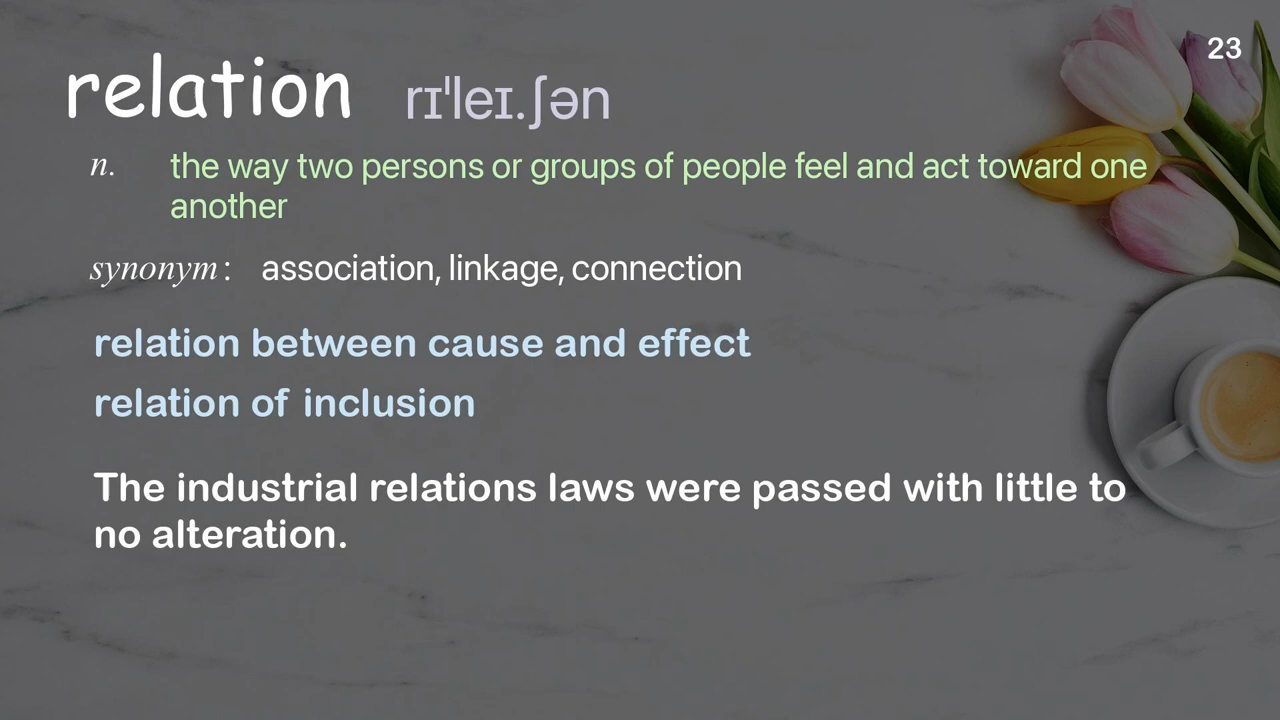 23
relation rɪˈleɪ.ʃən
n. the way two persons or groups of people feel and act toward one
another
synonym: association, linkage, connection
relation between cause and effect
relation of inclusion
The industrial relations laws were passed with little to
no alteration.